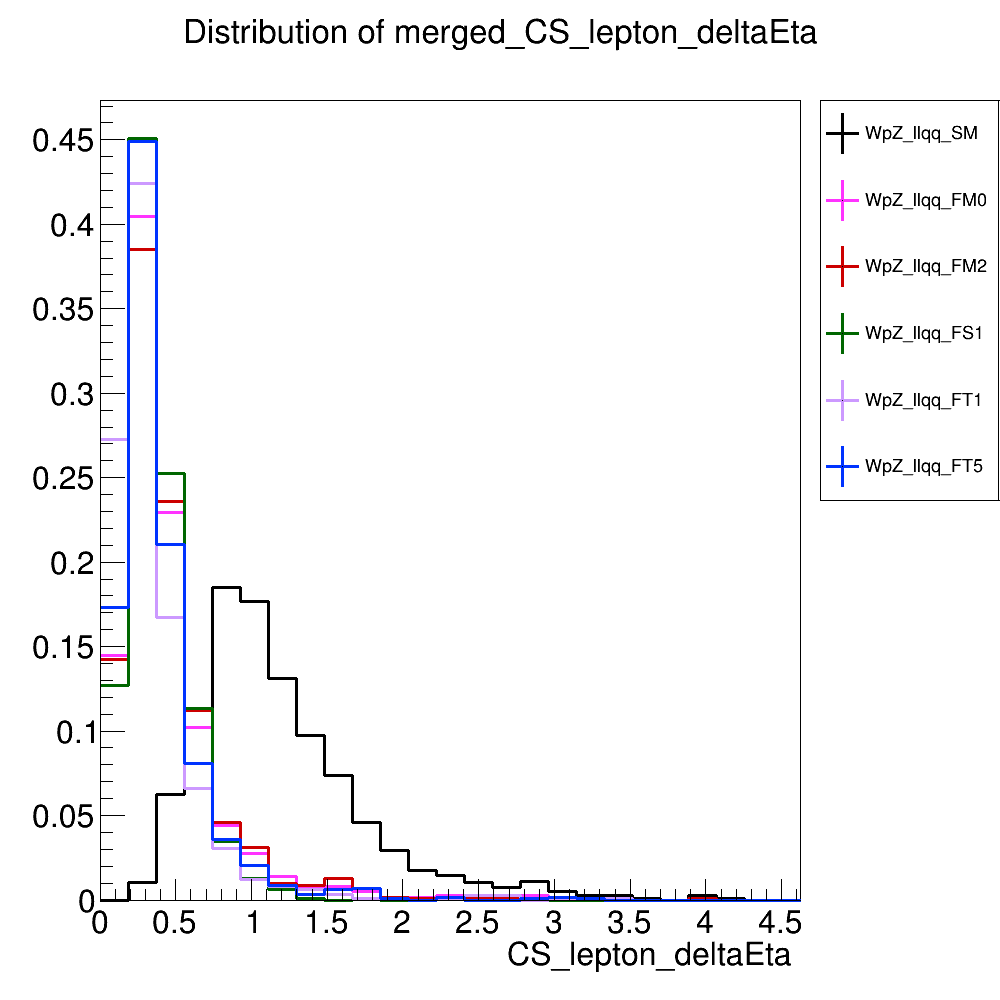 Distribution of merged_CS_lepton_deltaEta
0.45
0.4
0.35
0.3
0.25
0.2
0.15
0.1
0.05
0
0 0.5 1 1.5 2 2.5 3 3.5 4 4.5
CS_lepton_deltaEta
WpZ_llqq_SM
WpZ_llqq_FM0
WpZ_llqq_FM2
WpZ_llqq_FS1
WpZ_llqq_FT1
WpZ_llqq_FT5